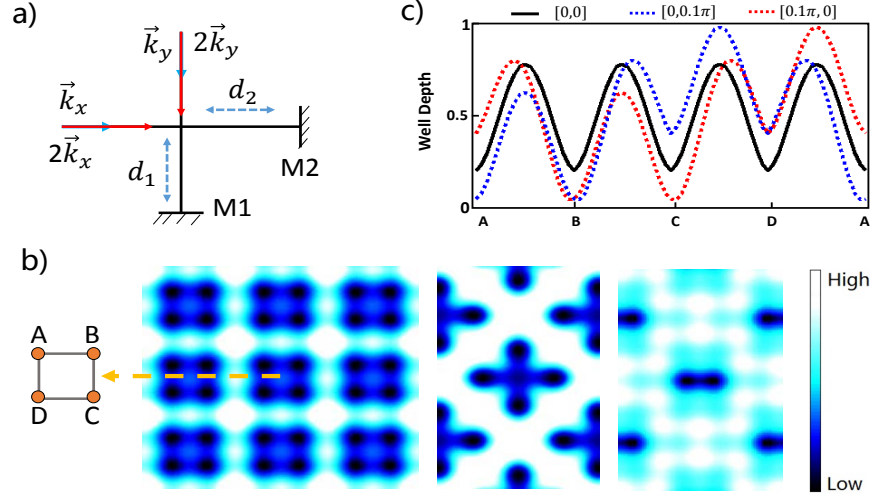 a)
k⃗y 2k⃗y
k⃗x
2k⃗x
d2
d1
M2
M1
c)
[0,0] [0,0.1π] [0.1π, 0]
Well Depth
1
0.5
0
A B C D A
b)
A B
D C
High
Low